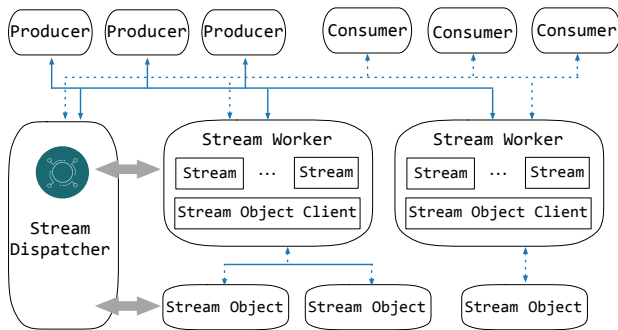 Producer
Producer
Producer
Consumer
Consumer
Consumer
Stream
Dispatcher
Stream Worker
Stream
...
Stream
Stream Object Client
Stream Worker
Stream
...
Stream
Stream Object Client
Stream Object
Stream Object
Stream Object